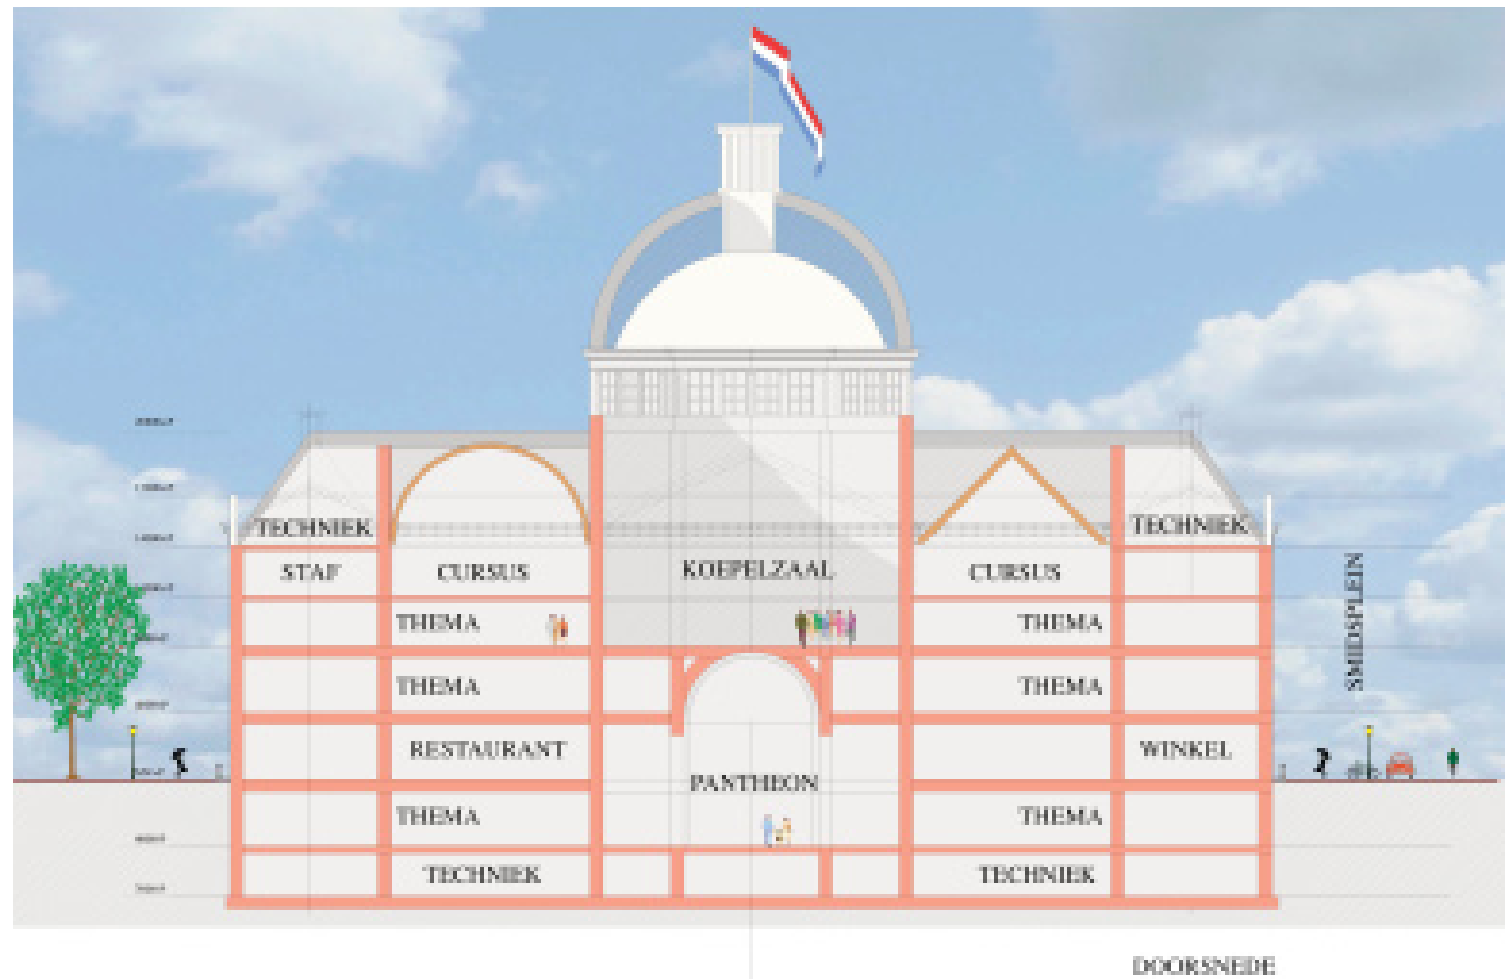 TECHNIEK
TECHNIEK
STAF
CURSUS
KOEPELZAAL
CURSUS
THEMA
THEMA
SMIDSPLEIN
THEMA
THEMA
RESTAURANT
WINKEL
PANTHEON
THEMA
THEMA
TECHNIEK
TECHNIEK
DOORSNEDE